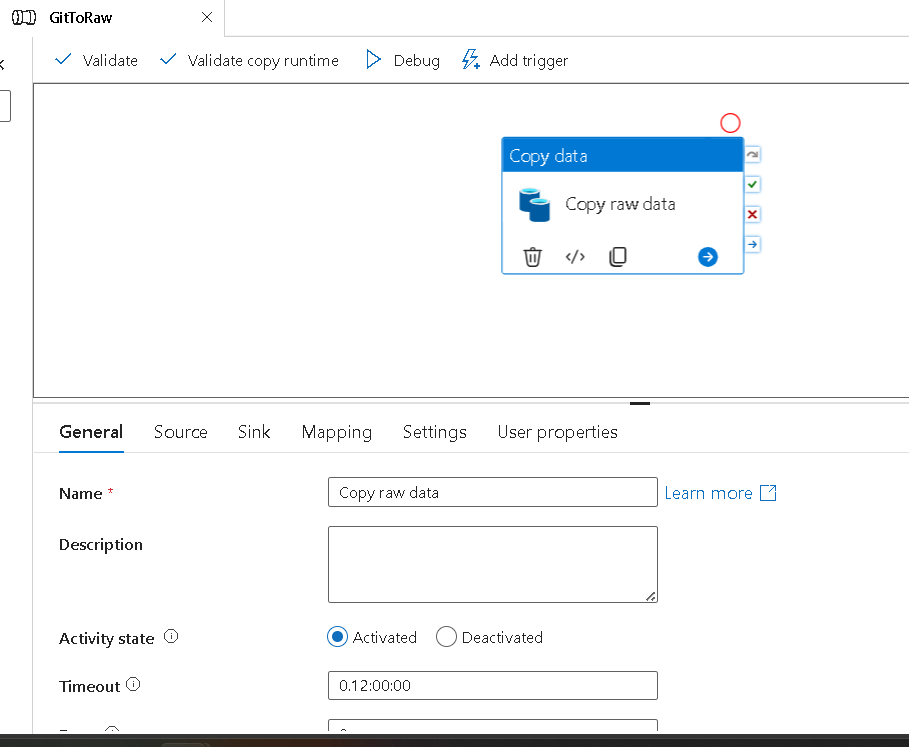 GitToRaw
Validate Validate copy runtime Debug Add trigger
Copy data
Copy raw data
General Source Sink Mapping Settings User properties
Name * Copy raw data Learn more
Description
Activity state Activated Deactivated
Timeout 0.12:00:00